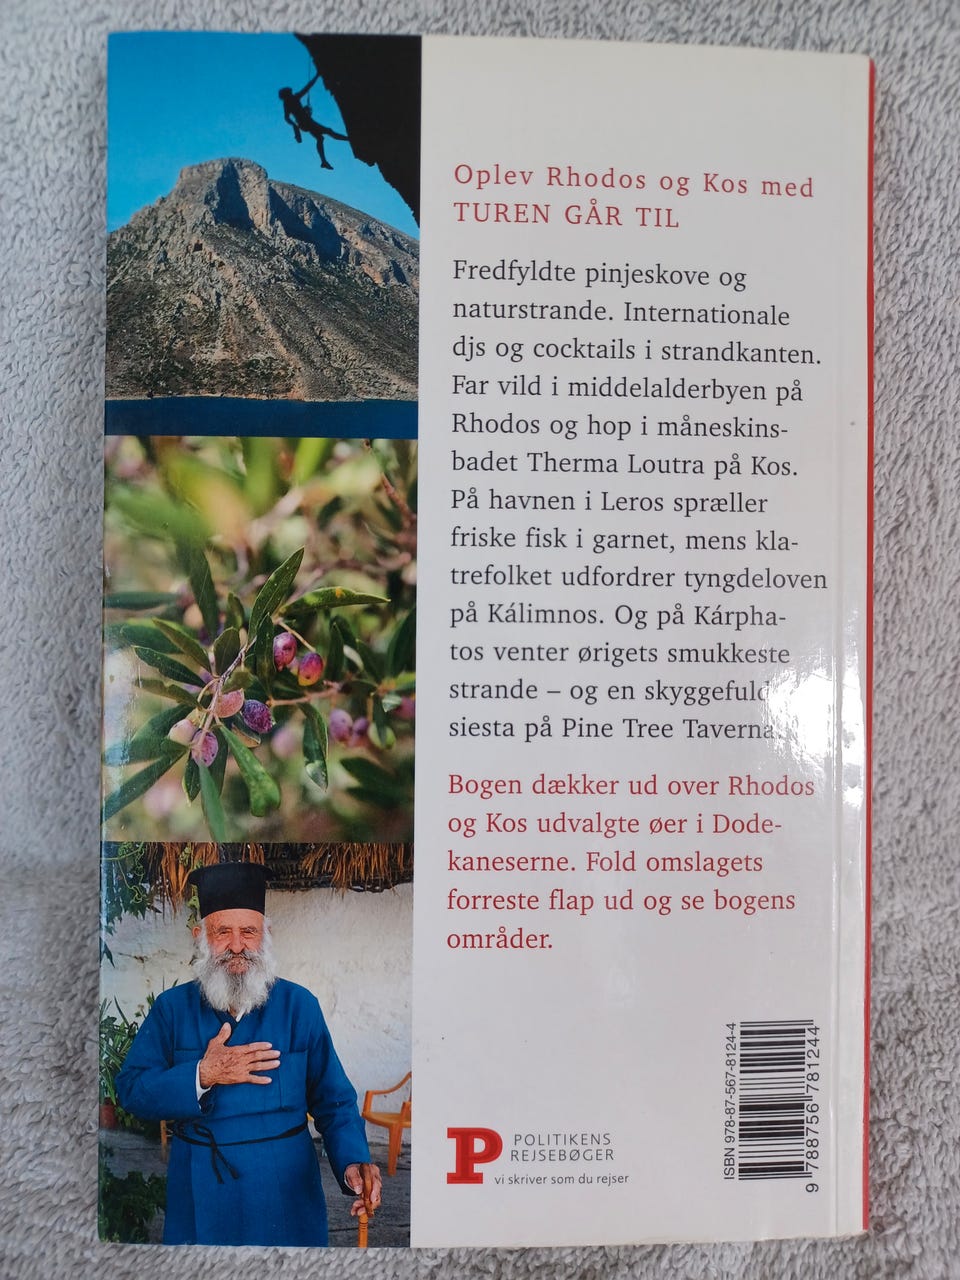 Oplev Rhodos og Kos med
TUREN GÅR TIL
Fredfyldte pinjeskove og
naturstrande. Internationale
djs og cocktails i strandkanten.
Far vild i middelalderbyen på
Rhodos og hop i måneskins-
badet Therma Loutra på Kos.
På havnen i Leros spræller
friske fisk i garnet, mens kla-
trefolket udfordrer tyngdeloven
på Kálimnos. Og på Kárpha-
tos venter ørigets smukkeste
strande – og en skyggefuld
siesta på Pine Tree Taverna.
Bogen dækker ud over Rhodos
og Kos udvalgte øer i Dode-
kaneserne. Fold omslagets
forreste flap ud og se bogens
områder.
P POLITIKENS
REJSEBØGER
vi skriver som du rejser
ISBN 978-87-567-8124-4
9 788756 781244